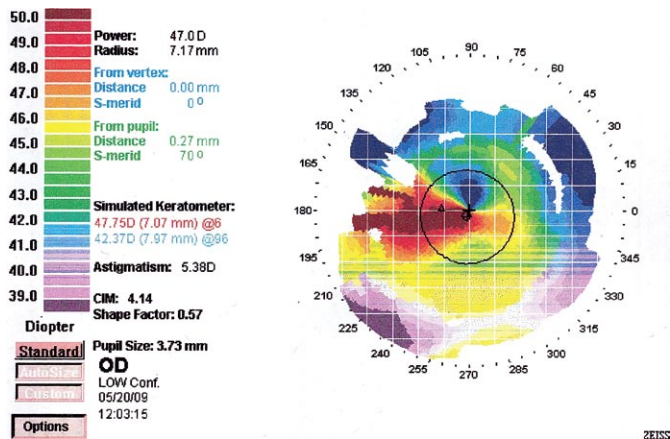 50.0
49.0
48.0
47.0
46.0
45.0
44.0
43.0
42.0
41.0
40.0
39.0
Diopter
Standard
AutoSize
Custom
Options
Power: 47.0 D
Radius: 7.17 mm
From vertex:
Distance 0.00 mm
S-merid 0º
From pupil:
Distance 0.27 mm
S-merid 70º
Simulated Keratometer:
47.75D (7.07 mm) @6
42.37D (7.97 mm) @96
Astigmatism: 5.38D
CIM: 4.14
Shape Factor: 0.57
Pupil Size: 3.73 mm
OD
LOW Conf.
05/20/09
12:03:15
105 90 75
120 60
135 45
150 30
165 15
180 0
195 345
210 330
225 315
240 300
255 270 285
ZEISS